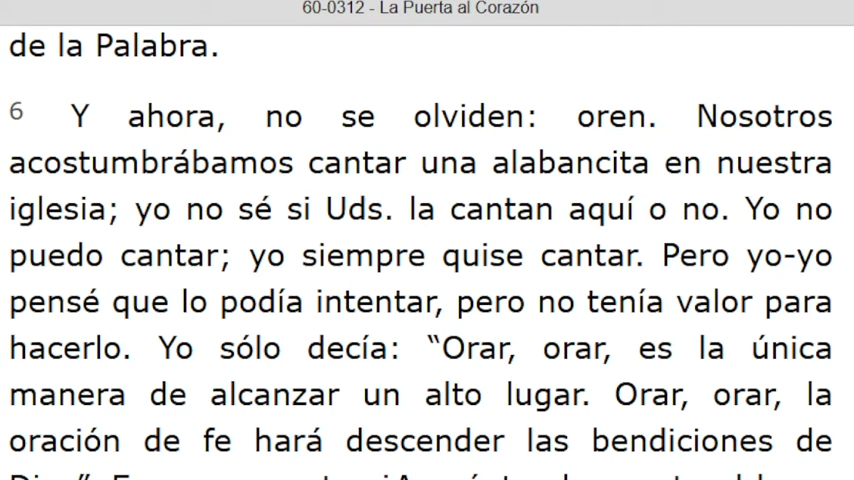 60-0312 - La Puerta al Corazón
de la Palabra.
6 Y ahora, no se olviden: oren. Nosotros
acostumbrábamos cantar una alabancita en nuestra
iglesia; yo no sé si Uds. la cantan aquí o no. Yo no
puedo cantar; yo siempre quise cantar. Pero yo-yo
pensé que lo podía intentar, pero no tenía valor para
hacerlo. Yo sólo decía: “Orar, orar, es la única
manera de alcanzar un alto lugar. Orar, orar, la
oración de fe hará descender las bendiciones de